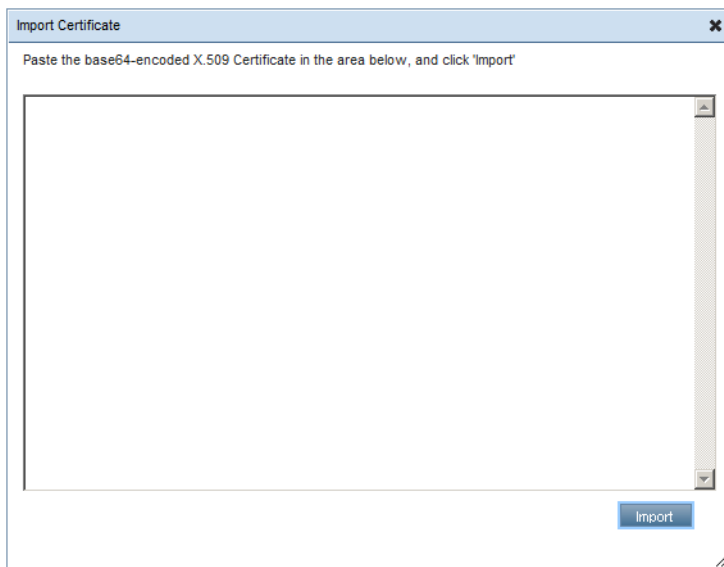 Import Certificate
Paste the base64-encoded X.509 Certificate in the area below, and click 'Import'
Import